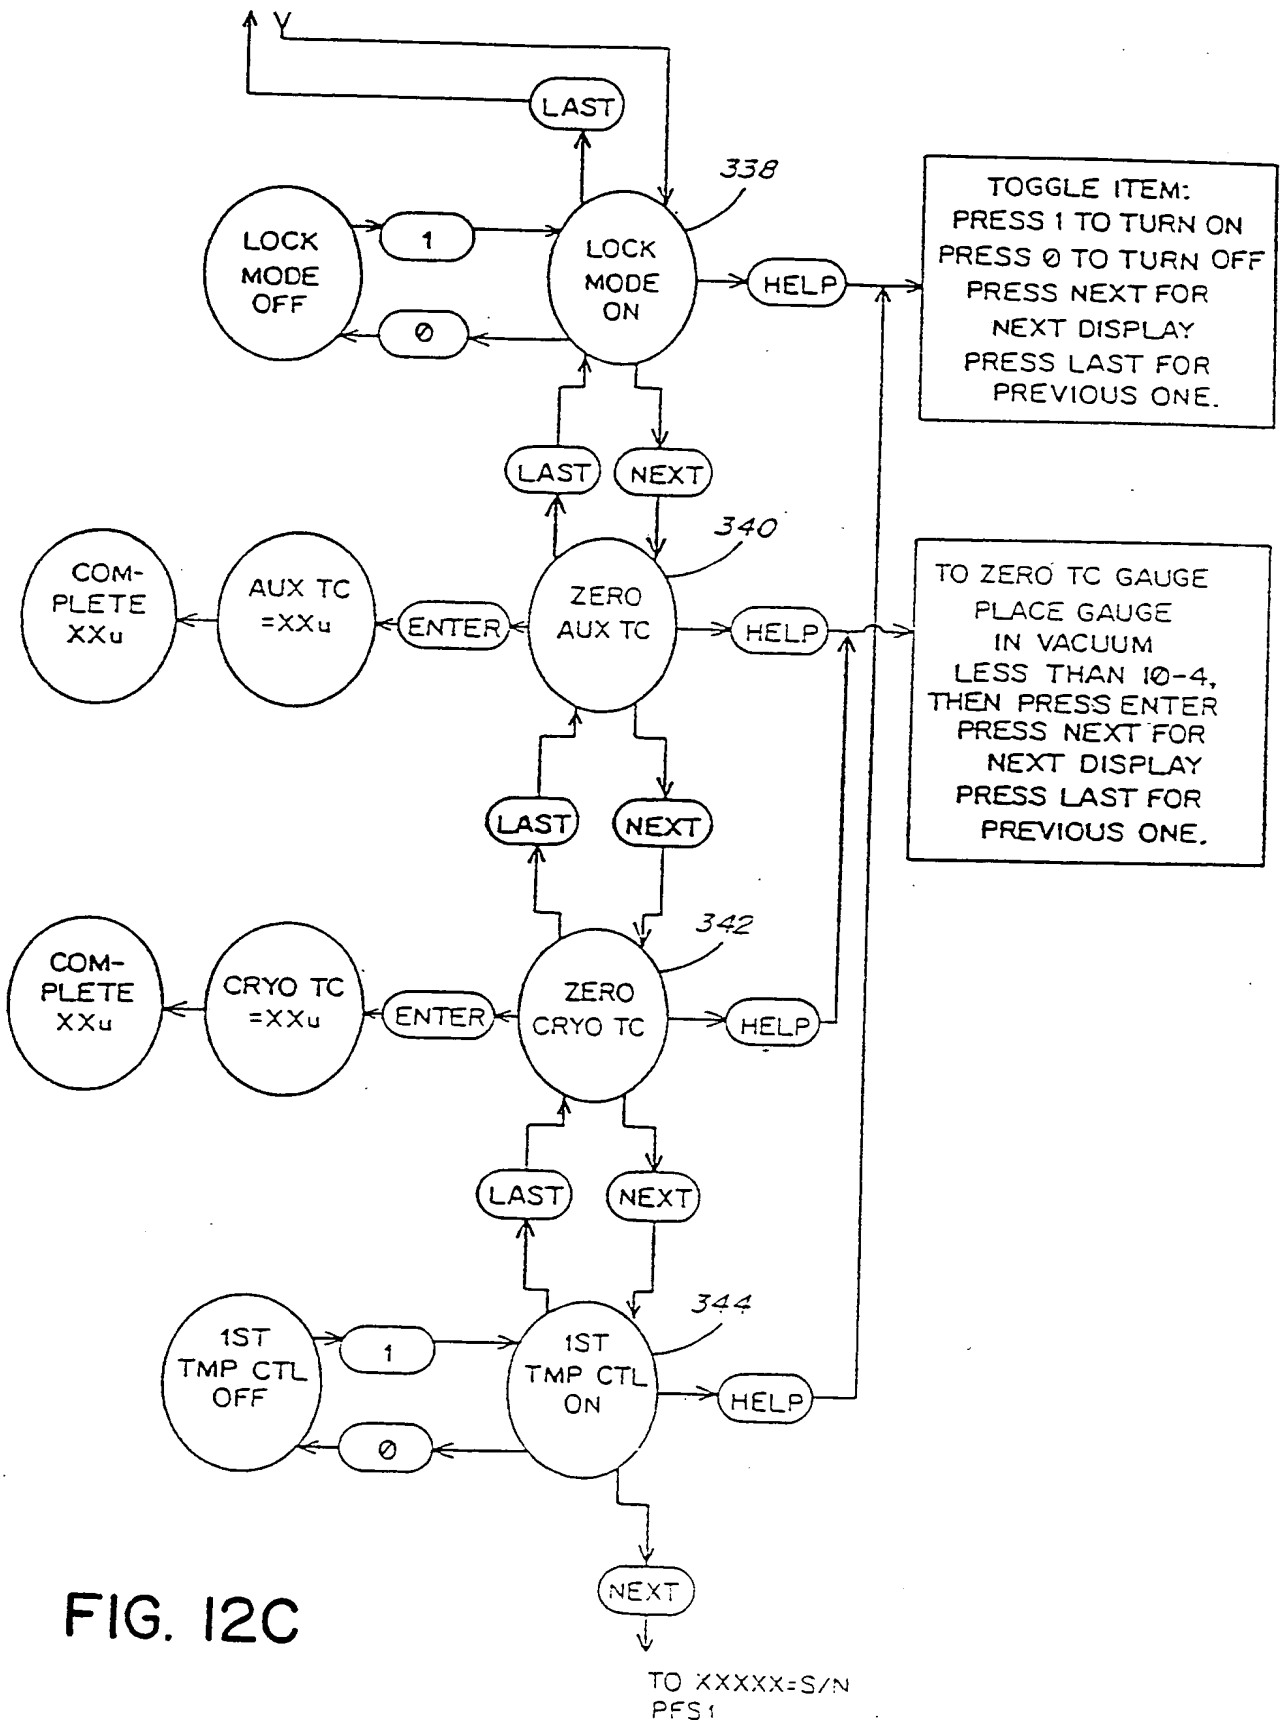 V
LAST
338
LOCK
MODE
OFF
1
0
LOCK
MODE
ON
HELP
TOGGLE ITEM:
PRESS 1 TO TURN ON
PRESS 0 TO TURN OFF
PRESS NEXT FOR
NEXT DISPLAY
PRESS LAST FOR
PREVIOUS ONE.
LAST
NEXT
340
COM-
PLETE
XXu
AUX TC
=XXu
ENTER
ZERO
AUX TC
HELP
TO ZERO TC GAUGE
PLACE GAUGE
IN VACUUM
LESS THAN 10-4,
THEN PRESS ENTER
PRESS NEXT FOR
NEXT DISPLAY
PRESS LAST FOR
PREVIOUS ONE.
LAST
NEXT
342
COM-
PLETE
XXu
CRYO TC
=XXu
ENTER
ZERO
CRYO TC
HELP
LAST
NEXT
344
1ST
TMP CTL
OFF
1
0
1ST
TMP CTL
ON
HELP
NEXT
FIG. 12C
TO XXXXX=S/N
PFS1